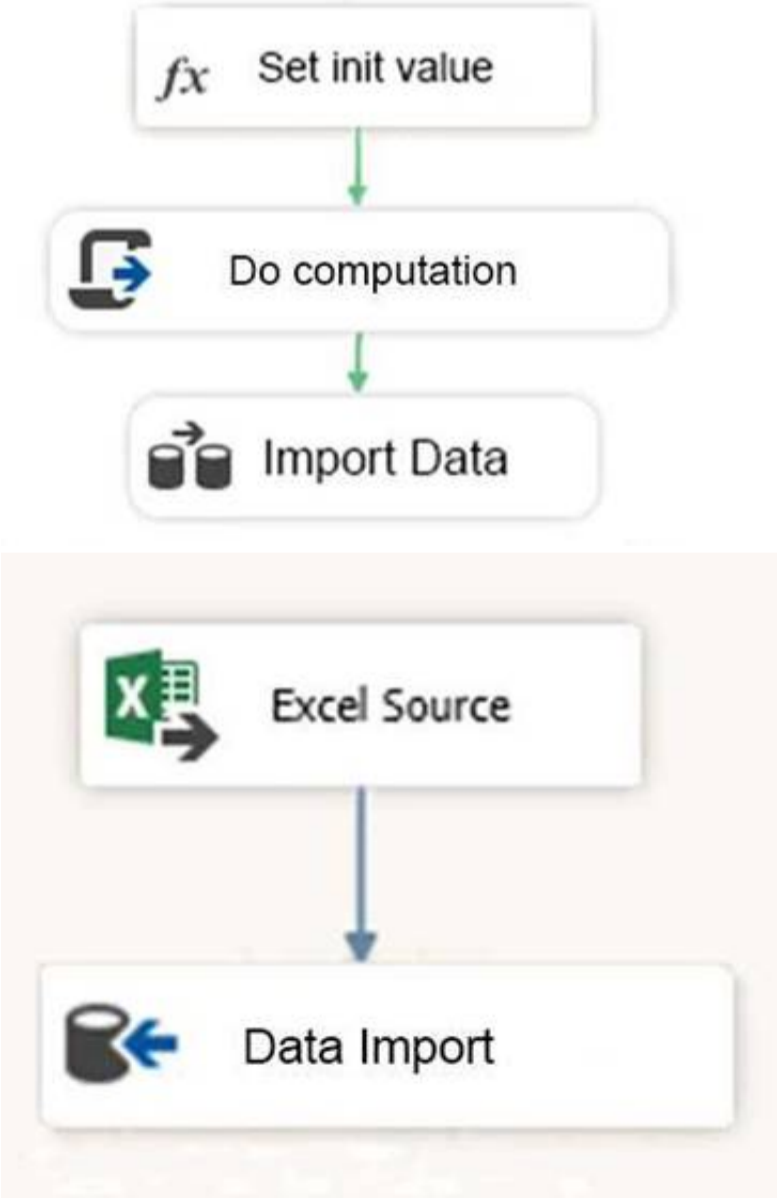 fx Set init value
Do computation
Import Data
X Excel Source
Data Import